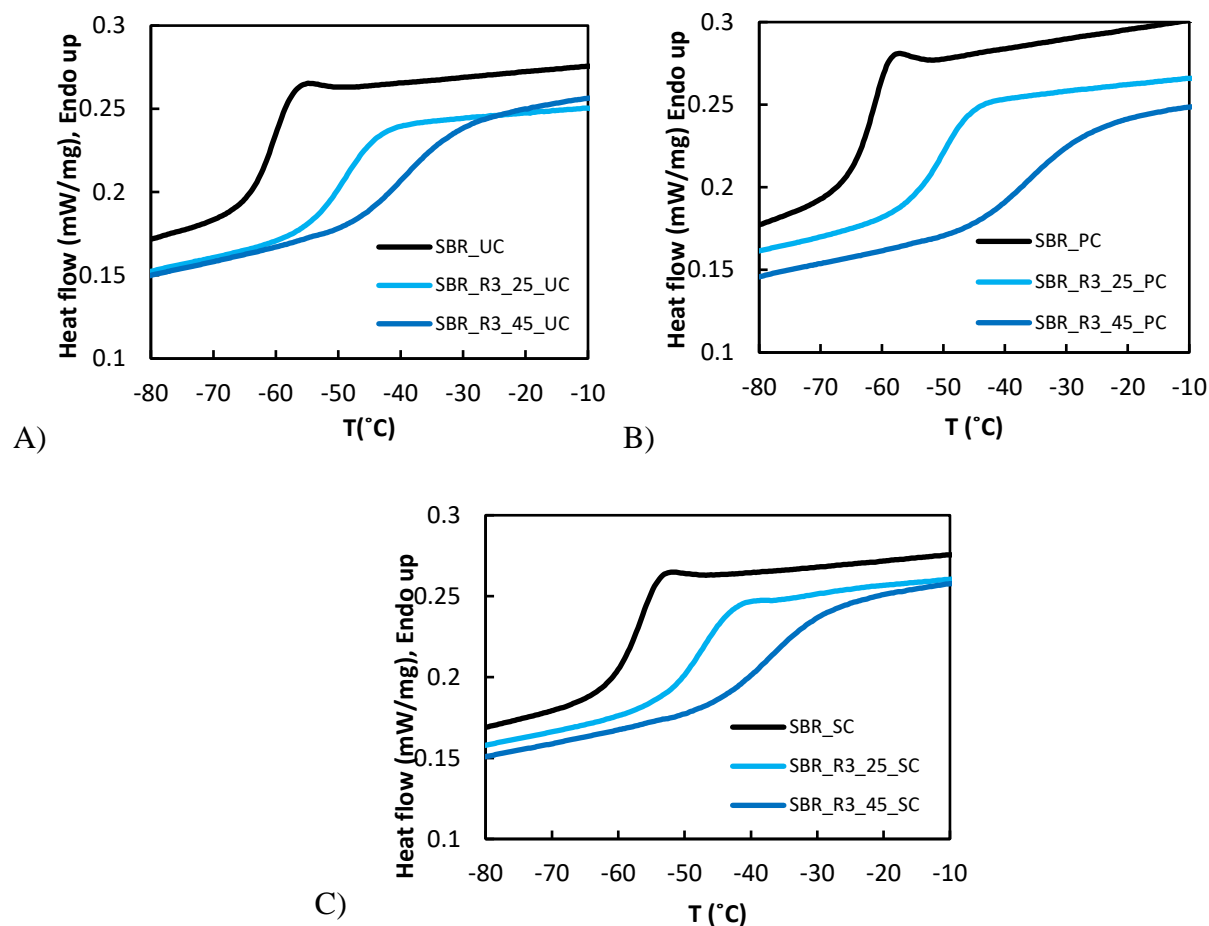 0.3
0.25
0.2
0.15
0.1
Heat flow (mW/mg), Endo up
SBR_UC
SBR_R3_25_UC
SBR_R3_45_UC
-80 -70 -60 -50 -40 -30 -20 -10
T(˚C)
A)
0.3
0.25
0.2
0.15
0.1
Heat flow (mW/mg) Endo up
SBR_PC
SBR_R3_25_PC
SBR_R3_45_PC
-80 -70 -60 -50 -40 -30 -20 -10
T (˚C)
B)
0.3
0.25
0.2
0.15
0.1
Heat flow (mW/mg), Endo up
SBR_SC
SBR_R3_25_SC
SBR_R3_45_SC
-80 -70 -60 -50 -40 -30 -20 -10
T (˚C)
C)